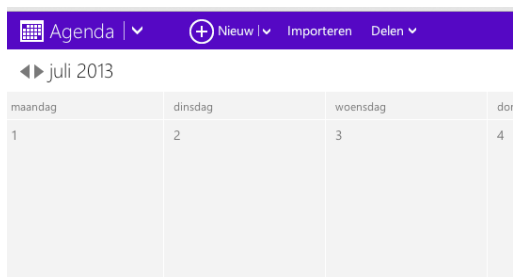 Agenda Nieuw Importeren Delen
juli 2013
maandag dinsdag woensdag
1 2 3 4